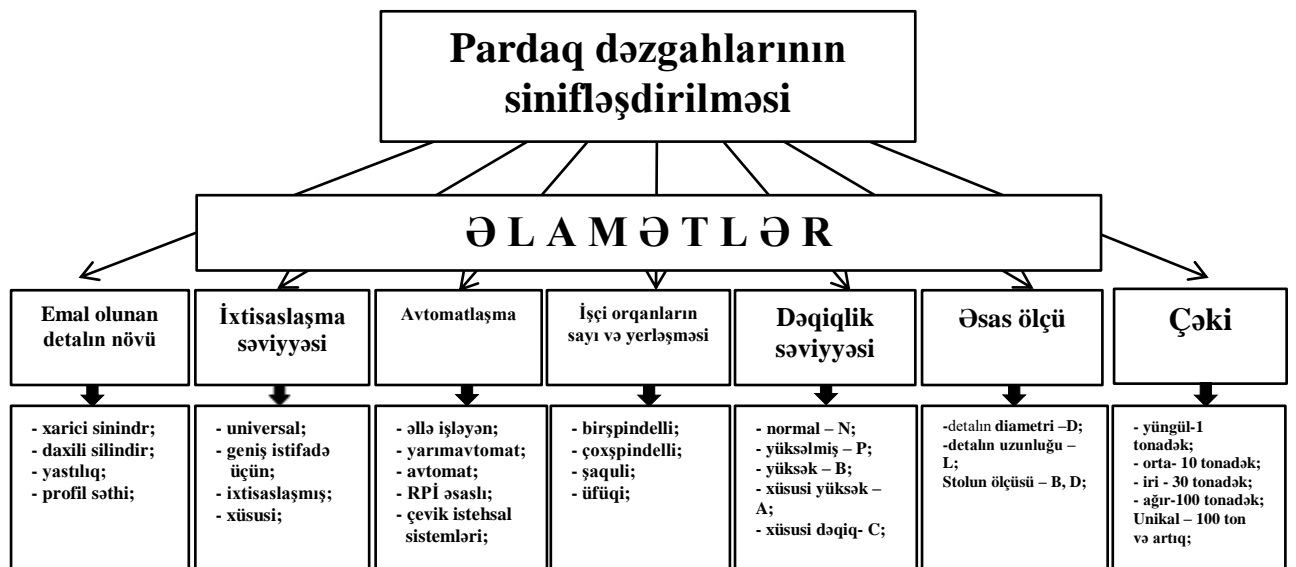 Pardaq dəzgahlarının
sinifləşdirilməsi
Ə L A M Ə T L Ə R
Emal olunan
detalın növü
İxtisaslaşma
səviyyəsi
Avtomatlaşma
İşçi orqanların
sayı və yerləşməsi
Dəqiqlik
səviyyəsi
Əsas ölçü
Çəki
- xarici sinindr;
- daxili silindir;
- yastılıq;
- profil səthi;
- universal;
- geniş istifadə
üçün;
- ixtisaslaşmış,
- xüsusi;
- əllə işləyən;
- yarımavtomat;
- avtomat;
- RPİ əsaslı;
- çevik istehsal
sistemləri;
- birşpindelli;
- çoxşpindelli;
- şaquli;
- üfüqi;
- normal – N;
- yüksəlmiş – P;
- yüksək – B;
- xüsusi yüksək –
A;
- xüsusi dəqiq- C;
-detalın diametri –D;
-detalın uzunluğu –
L;
Stolun ölçüsü – B, D;
- yüngül-1
tonadək;
- orta- 10 tonadək;
- iri - 30 tonadək;
- ağır-100 tonadək;
Unikal – 100 ton
və artıq;